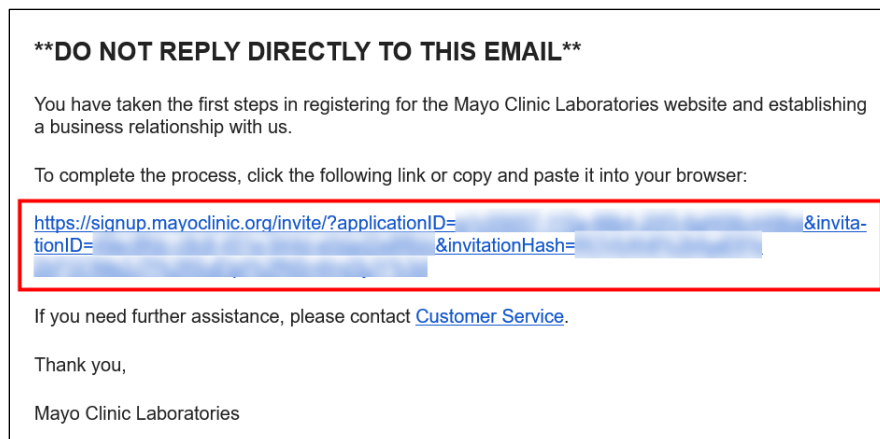 **DO NOT REPLY DIRECTLY TO THIS EMAIL**
You have taken the first steps in registering for the Mayo Clinic Laboratories website and establishing
a business relationship with us.
To complete the process, click the following link or copy and paste it into your browser:
https://signup.mayoclinic.org/invite/?applicationID= &invita-
tionID= &invitationHash=
If you need further assistance, please contact Customer Service.
Thank you,
Mayo Clinic Laboratories